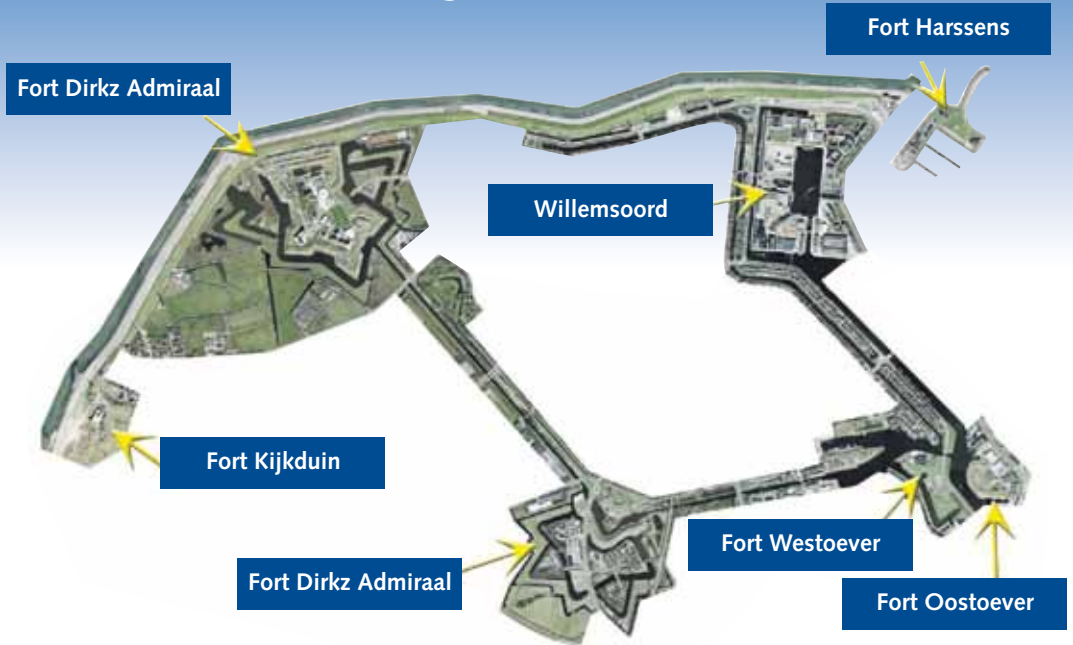 Fort Harssens
Fort Dirkz Admiraal
Willemsoord
Fort Kijkduin
Fort Westoever
Fort Dirkz Admiraal
Fort Oostoever